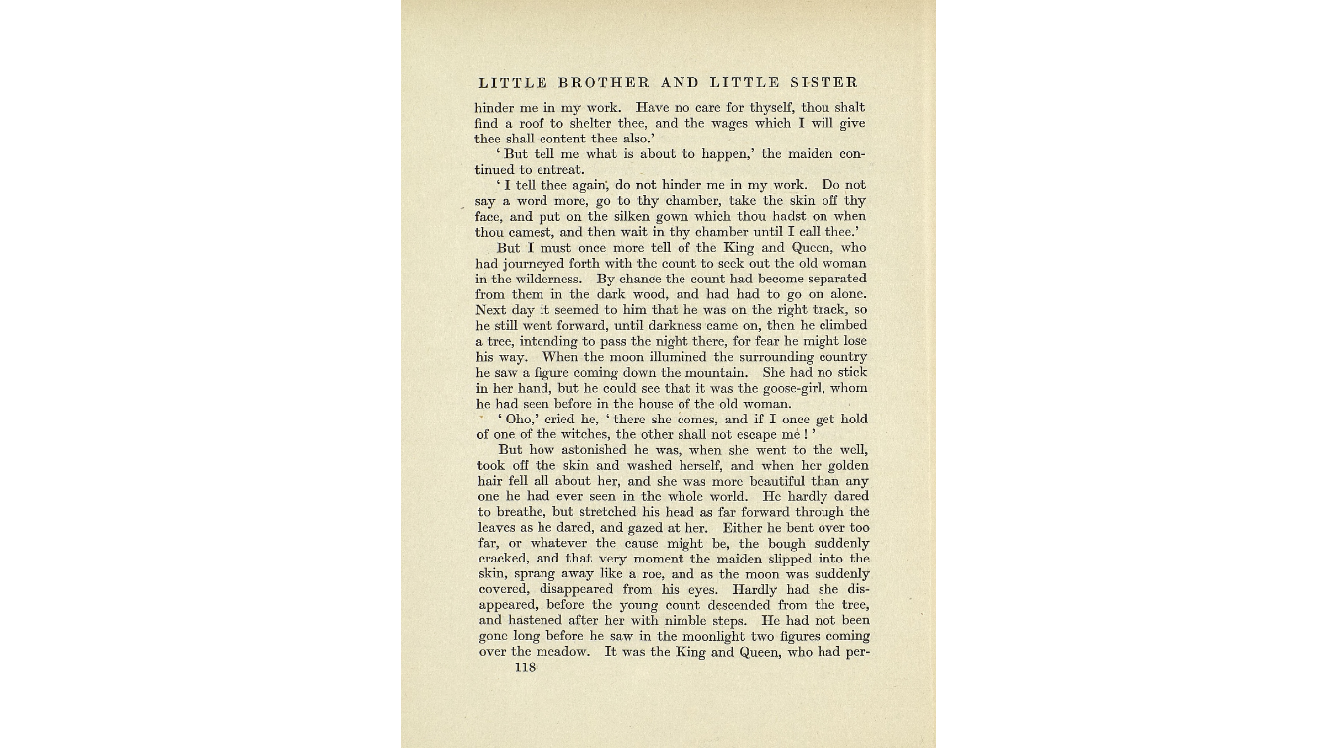 LITTLE BROTHER AND LITTLE SISTER
hinder me in my work. Have no care for thyself, thou shalt
find a roof to shelter thee, and the wages which I will give
thee shall content thee also.’
‘ But tell me what is about to happen,’ the maiden con-
tinued to entreat.
‘ I tell thee again, do not hinder me in my work. Do not
say a word more, go to thy chamber, take the skin off thy
face, and put on the silken gown which thou hadst on when
thou camest, and then wait in thy chamber until I call thee.’
But I must once more tell of the King and Queen, who
had journeyed forth with the count to seek out the old woman
in the wilderness. By chance the count had become separated
from them in the dark wood, and had had to go on alone.
Next day it seemed to him that he was on the right track, so
he still went forward, until darkness came on, then he climbed
a tree, intending to pass the night there, for fear he might lose
his way. When the moon illumined the surrounding country
he saw a figure coming down the mountain. She had no stick
in her hand, but he could see that it was the goose-girl, whom
he had seen before in the house of the old woman.
‘ Oho,’ cried he, ‘ there she comes, and if I once get hold
of one of the witches, the other shall not escape me ! ’
But how astonished he was, when she went to the well,
took off the skin and washed herself, and when her golden
hair fell all about her, and she was more beautiful than any
one he had ever seen in the whole world. He hardly dared
to breathe, but stretched his head as far forward through the
leaves as he dared, and gazed at her. Either he bent over too
far, or whatever the cause might be, the bough suddenly
cracked, and that very moment the maiden slipped into the
skin, sprang away like a roe, and as the moon was suddenly
covered, disappeared from his eyes. Hardly had she dis-
appeared, before the young count descended from the tree,
and hastened after her with nimble steps. He had not been
gone long before he saw in the moonlight two figures coming
over the meadow. It was the King and Queen, who had per-
118